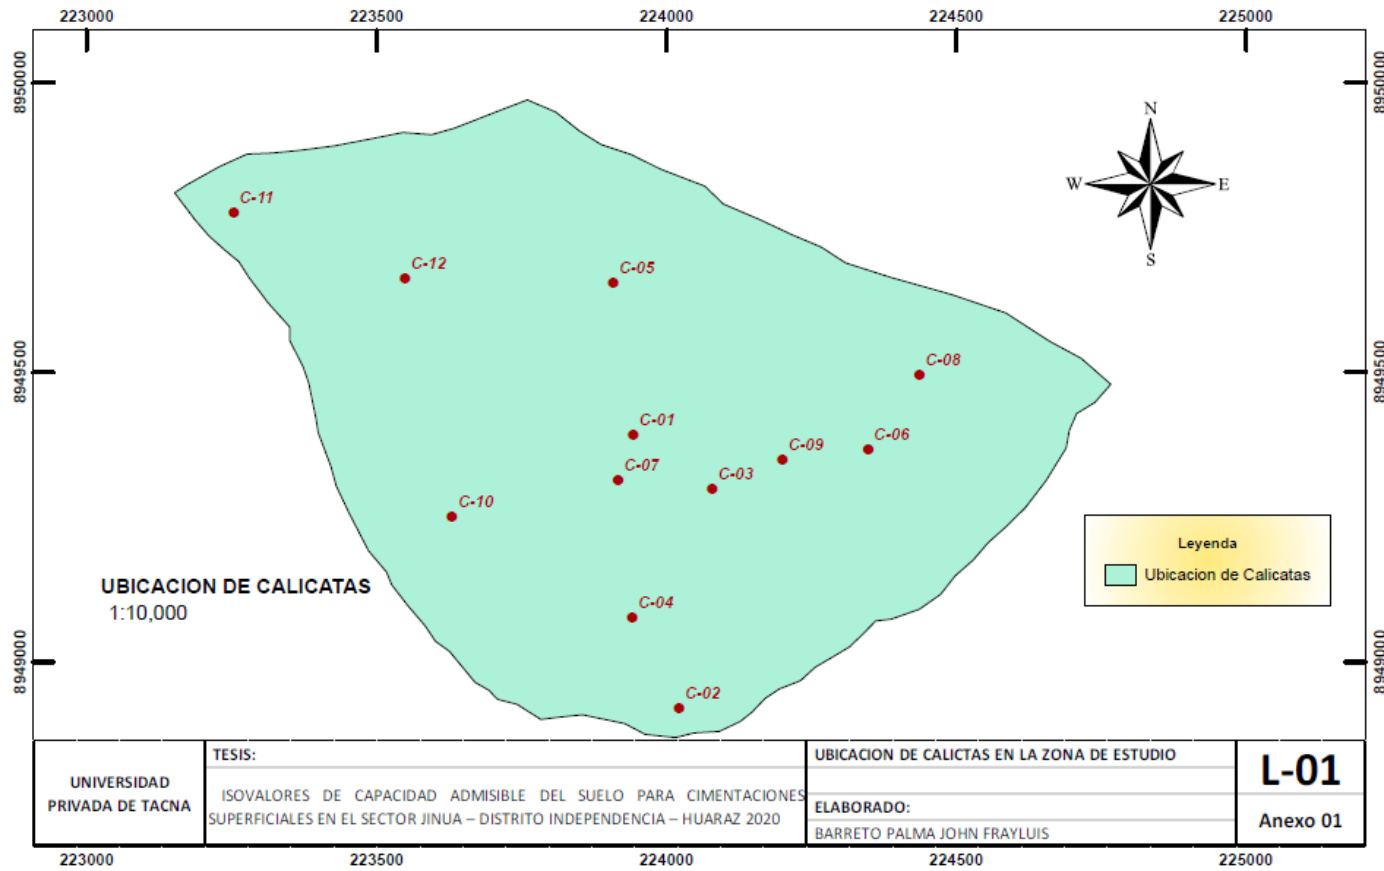 223000 223500 224000 224500 225000
8950000 8950000
N
W E
S
C-11
C-12
C-05
C-08
8949500 8949500
C-01
C-09
C-06
C-07
C-03
C-10
Leyenda
Ubicacion de Calicatas
UBICACION DE CALICATAS
1:10,000
C-04
8949000 8949000
C-02
UNIVERSIDAD
PRIVADA DE TACNA
TESIS:
ISOVALORES DE CAPACIDAD ADMISIBLE DEL SUELO PARA CIMENTACIONES
SUPERFICIALES EN EL SECTOR JINUA – DISTRITO INDEPENDENCIA – HUARAZ 2020
UBICACION DE CALICTAS EN LA ZONA DE ESTUDIO
ELABORADO:
BARRETO PALMA JOHN FRAYLUIS
L-01
Anexo 01
223000 223500 224000 224500 225000